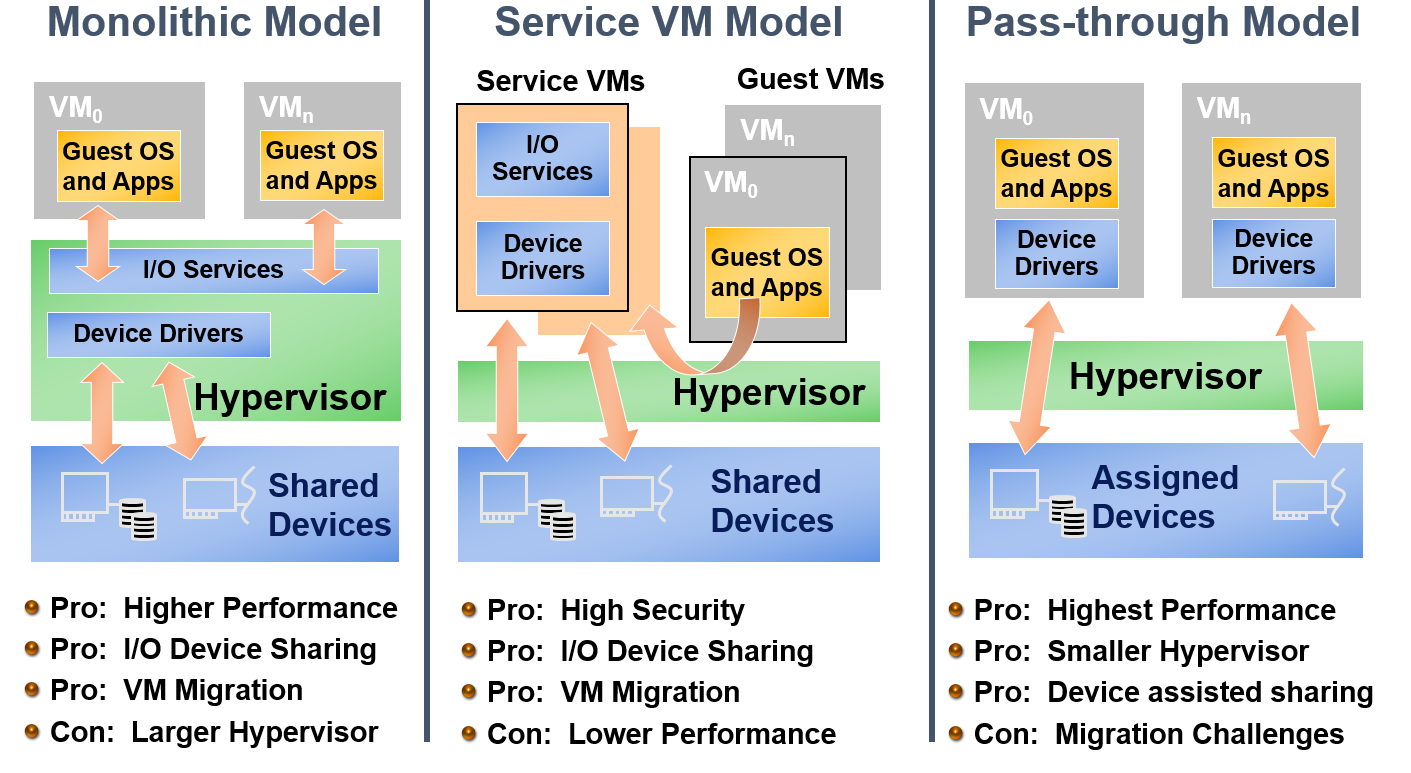 Monolithic Model
VM0
Guest OS
and Apps
VMn
Guest OS
and Apps
I/O Services
Device Drivers
Hypervisor
Shared
Devices
Pro: Higher Performance
Pro: I/O Device Sharing
Pro: VM Migration
Con: Larger Hypervisor
Service VM Model
Service VMs
Guest VMs
I/O
Services
Device
Drivers
VMn
VM0
Guest OS
and Apps
Hypervisor
Shared
Devices
Pro: High Security
Pro: I/O Device Sharing
Pro: VM Migration
Con: Lower Performance
Pass-through Model
VM0
Guest OS
and Apps
Device
Drivers
VMn
Guest OS
and Apps
Device
Drivers
Hypervisor
Assigned
Devices
Pro: Highest Performance
Pro: Smaller Hypervisor
Pro: Device assisted sharing
Con: Migration Challenges